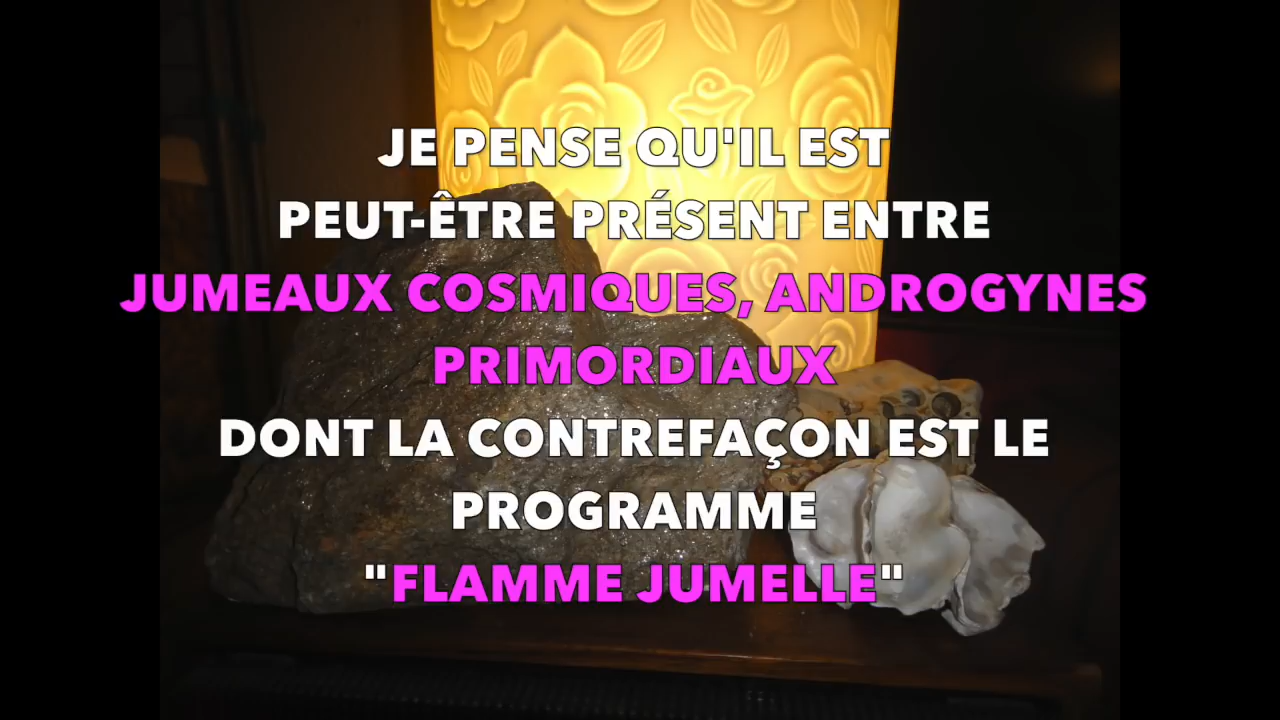 JE PENSE QU'IL EST
PEUT-ÊTRE PRÉSENT ENTRE
JUMEAUX COSMIQUES, ANDROGYNES
PRIMORDIAUX
DONT LA CONTREFAÇON EST LE
PROGRAMME
"FLAMME JUMELLE"